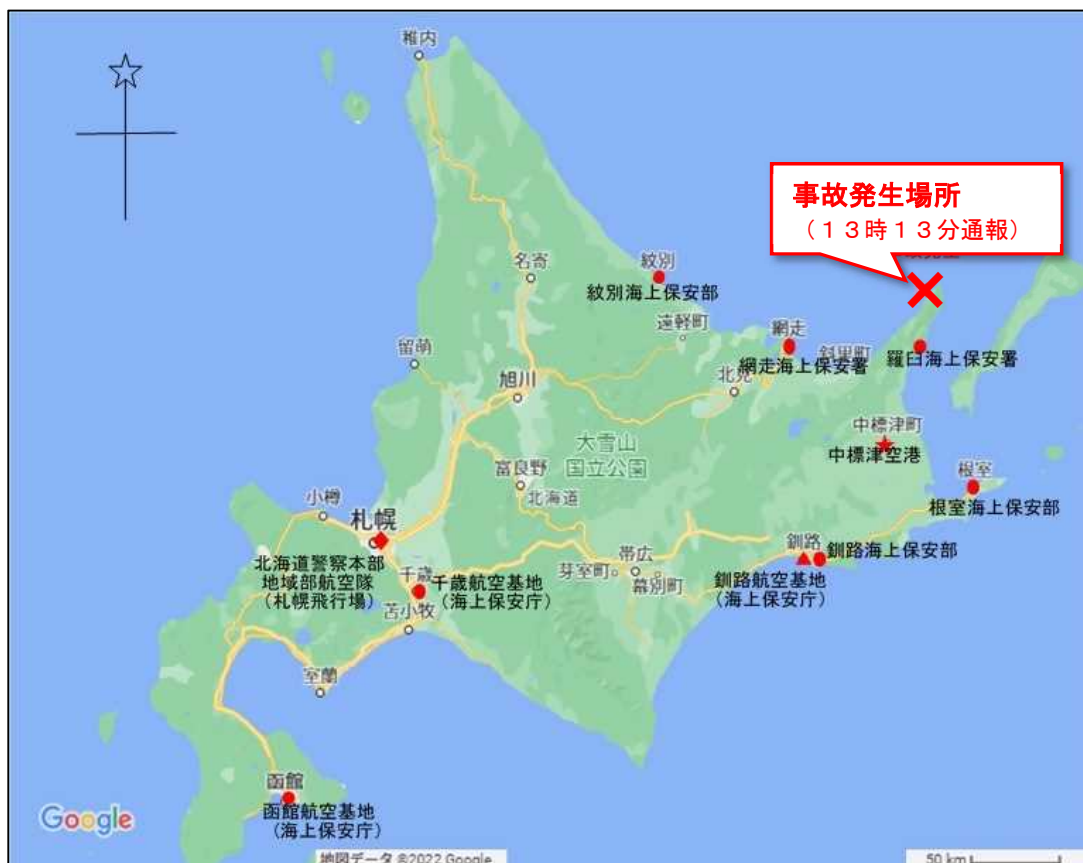 稚内
事故発生場所
（１３時１３分通報）
名寄
紋別
紋別海上保安部
遠軽町
網走
斜里町
網走海上保安署
羅臼海上保安署
留萌
旭川
北見
大雪山
国立公園
中標津町
中標津空港
富良野
北海道
根室
根室海上保安部
小樽
札幌
北海道警察本部
地域部航空隊
（札幌飛行場）
千歳
千歳航空基地
（海上保安庁）
苫小牧
芽室町
帯広
幕別町
釧路
釧路海上保安部
釧路航空基地
（海上保安庁）
室蘭
函館
函館航空基地
（海上保安庁）
Google
地図データ ©2022 Google
50 km